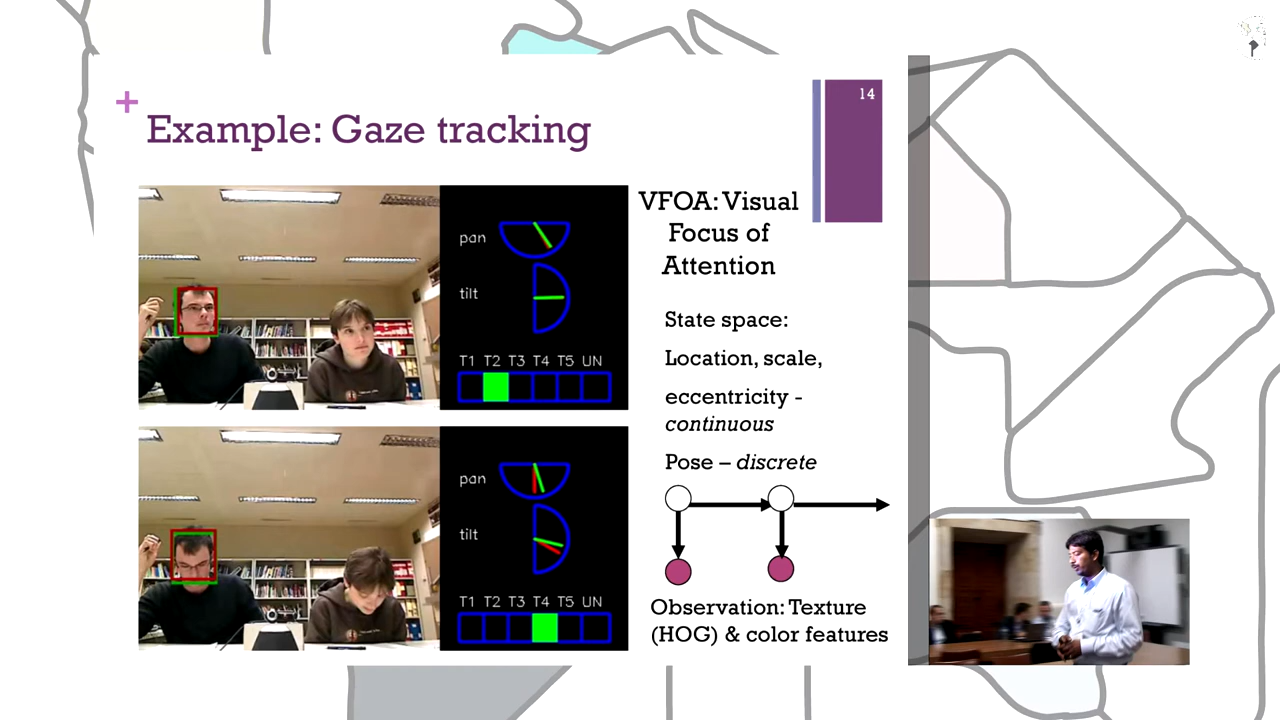 +
14
Example: Gaze tracking
pan
tilt
T1 T2 T3 T4 T5 UN
pan
tilt
T1 T2 T3 T4 T5 UN
VFOA: Visual
Focus of
Attention
State space:
Location, scale,
eccentricity -
continuous
Pose – discrete
Observation: Texture
(HOG) & color features